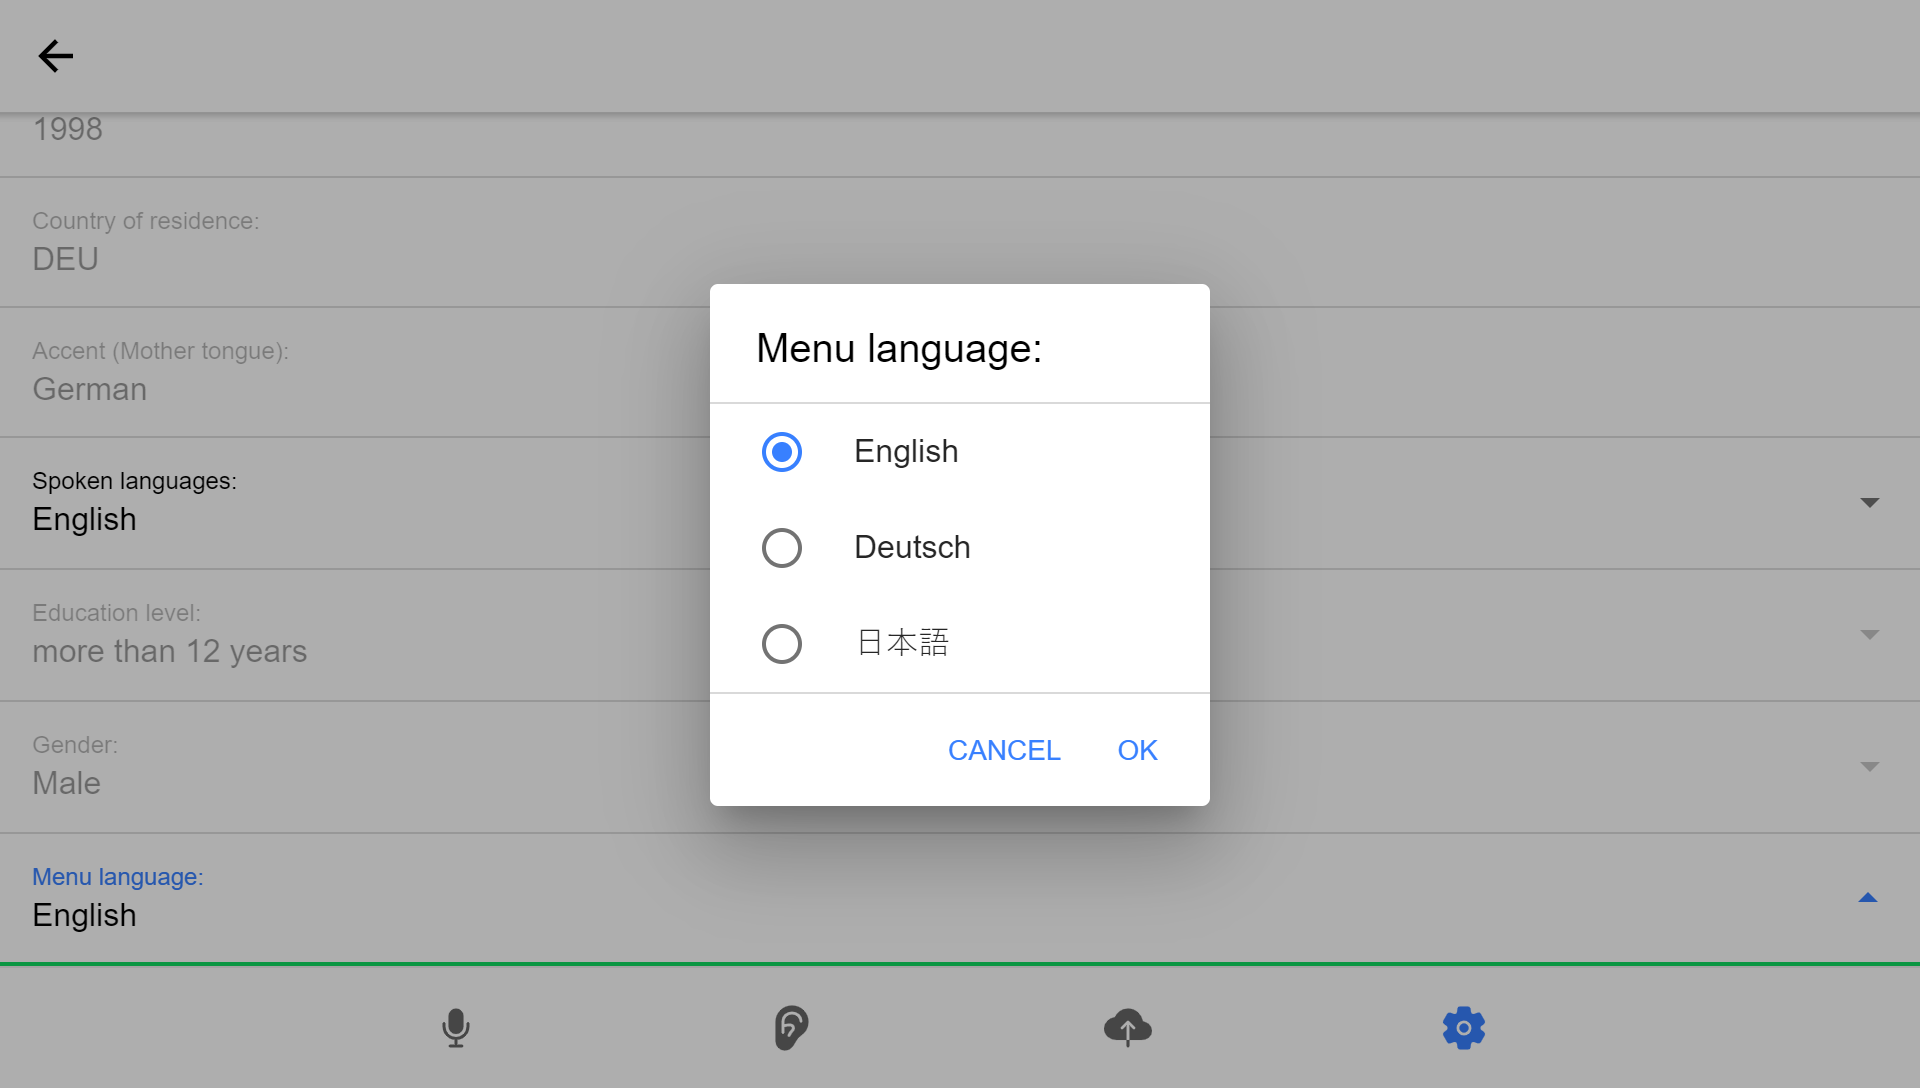 1998
Country of residence:
DEU
Accent (Mother tongue):
German
Spoken languages:
English
Education level:
more than 12 years
Gender:
Male
Menu language:
English
Menu language:
English
Deutsch
日本語
CANCEL OK